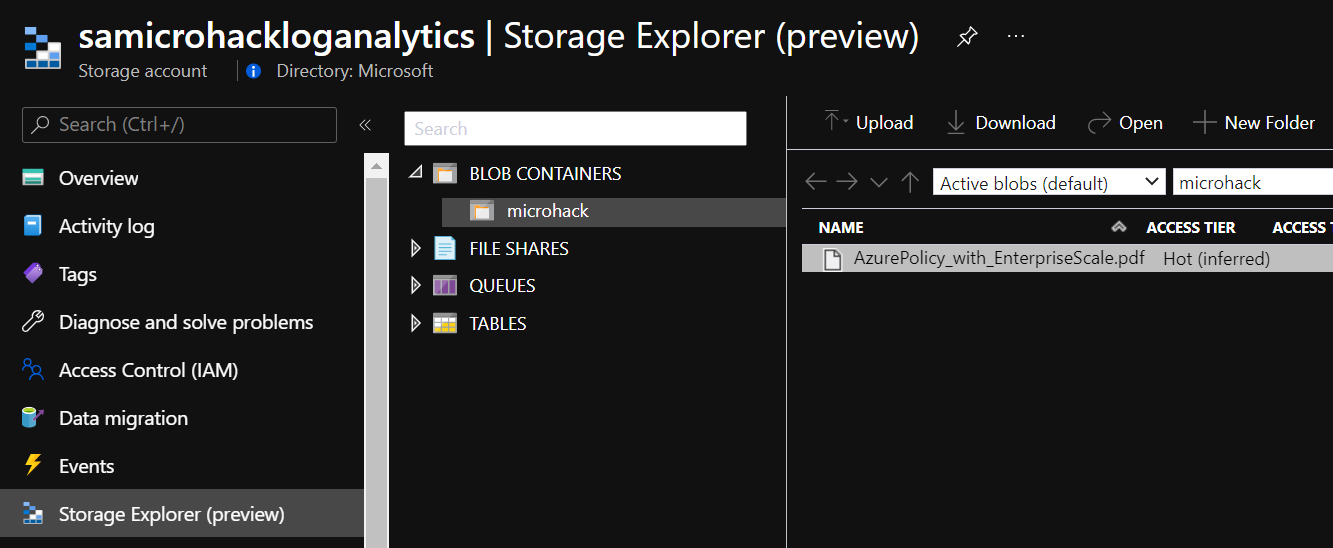 samicrohackloganalytics | Storage Explorer (preview) ...
Storage account
Directory: Microsoft
Search (Ctrl+/)
«
Overview
Activity log
Tags
Diagnose and solve problems
Access Control (IAM)
Data migration
Events
Storage Explorer (preview)
Search
BLOB CONTAINERS
microhack
FILE SHARES
QUEUES
TABLES
Upload Download Open New Folder
Active blobs (default) microhack
NAME ACCESS TIER ACCESS T
AzurePolicy_with_EnterpriseScale.pdf Hot (inferred)